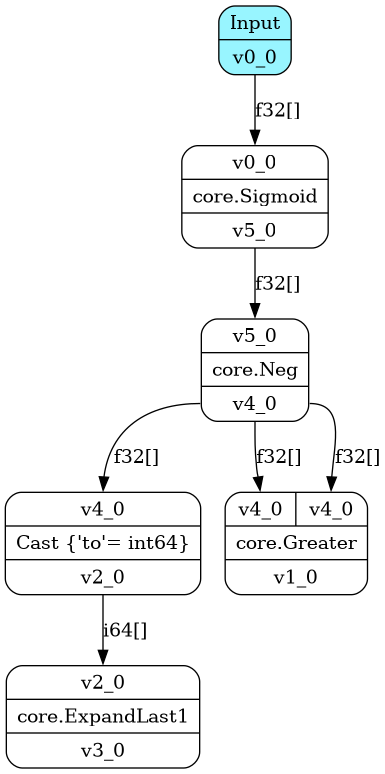 Input
v0_0
f32[]
v0_0
core.Sigmoid
v5_0
f32[]
v5_0
core.Neg
v4_0
f32[] f32[] f32[]
v4_0
Cast {'to'= int64}
v2_0
v4_0 v4_0
core.Greater
v1_0
i64[]
v2_0
core.ExpandLast1
v3_0